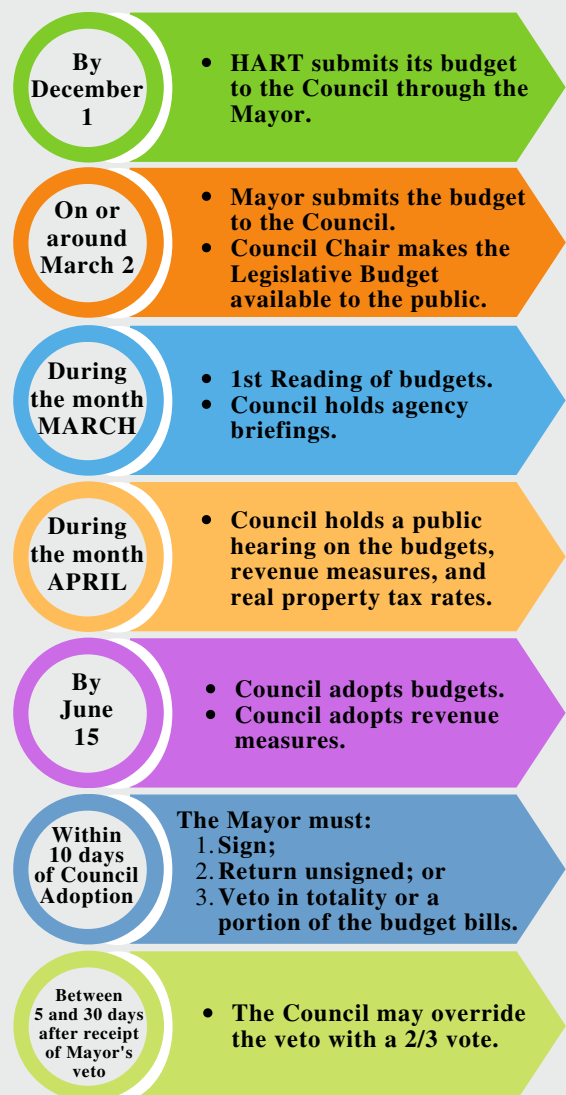 By
December
1
• HART submits its budget
to the Council through the
Mayor.
On or
around
March 2
• Mayor submits the budget
to the Council.
• Council Chair makes the
Legislative Budget
available to the public.
During
the month
MARCH
• 1st Reading of budgets.
• Council holds agency
briefings.
During
the month
APRIL
• Council holds a public
hearing on the budgets,
revenue measures, and
real property tax rates.
By
June
15
• Council adopts budgets.
• Council adopts revenue
measures.
Within
10 days
of Council
Adoption
The Mayor must:
1. Sign;
2. Return unsigned; or
3. Veto in totality or a
portion of the budget bills.
Between
5 and 30 days
after receipt
of Mayor's
veto
• The Council may override
the veto with a 2/3 vote.